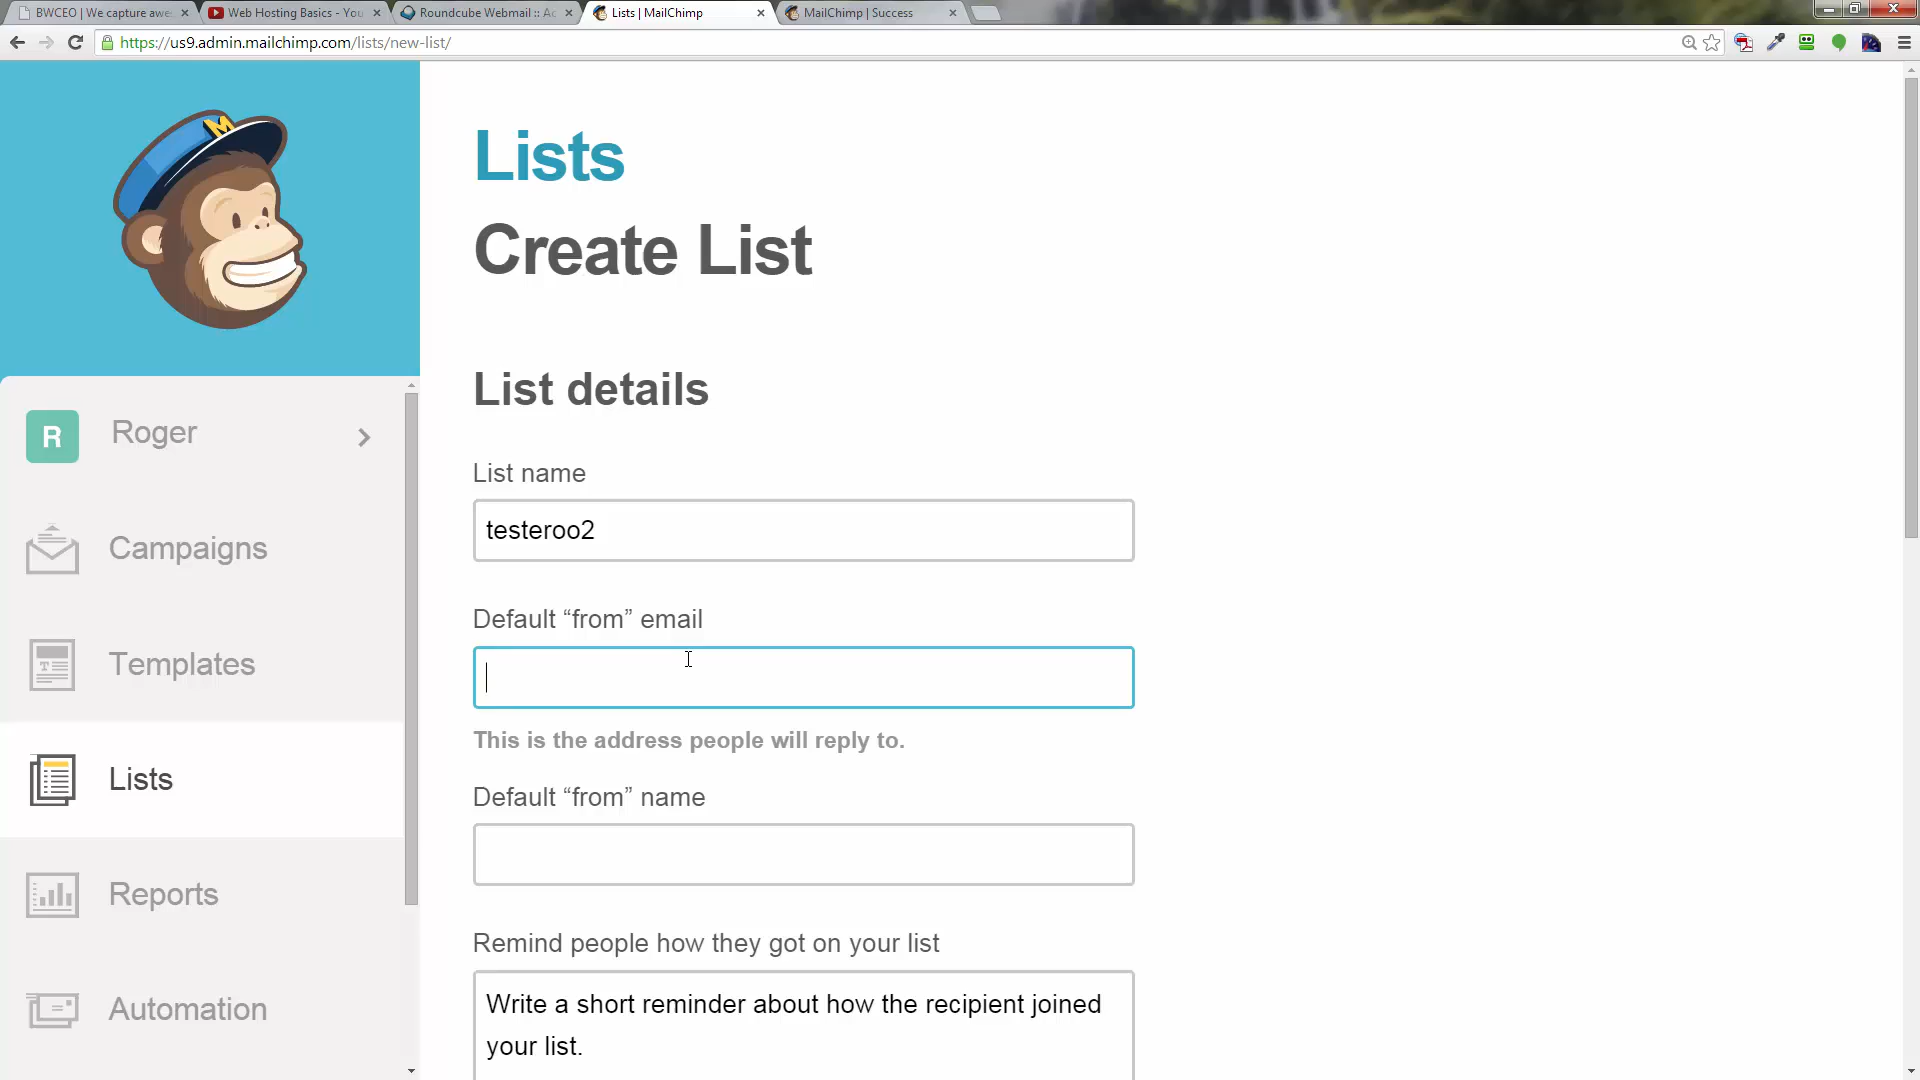 BWCEO | We capture awe
Web Hosting Basics - You
Roundcube Webmail :: Ac
Lists | MailChimp
MailChimp | Success
https://us9.admin.mailchimp.com/lists/new-list/
M
R
Roger
Campaigns
Templates
Lists
Reports
Automation
Lists
Create List
List details
List name
testeroo2
Default “from” email
This is the address people will reply to.
Default “from” name
Remind people how they got on your list
Write a short reminder about how the recipient joined
your list.